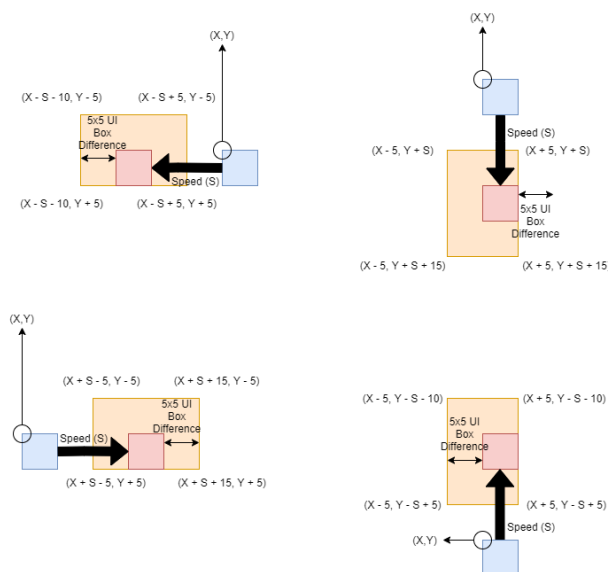 (X,Y)
(X - S - 10, Y - 5)
(X - S + 5, Y - 5)
5x5 UI
Box
Difference
Speed (S)
(X - S - 10, Y + 5)
(X - S + 5, Y + 5)
(X,Y)
Speed (S)
(X - 5, Y + S)
(X + 5, Y + S)
5x5 UI
Box
Difference
(X - 5, Y + S + 15)
(X + 5, Y + S + 15)
(X,Y)
(X + S - 5, Y - 5)
(X + S + 15, Y - 5)
5x5 UI
Box
Difference
Speed (S)
(X + S - 5, Y + 5)
(X + S + 15, Y + 5)
(X - 5, Y - S - 10)
(X + 5, Y - S - 10)
5x5 UI
Box
Difference
(X - 5, Y - S + 5)
(X + 5, Y - S + 5)
Speed (S)
(X,Y)